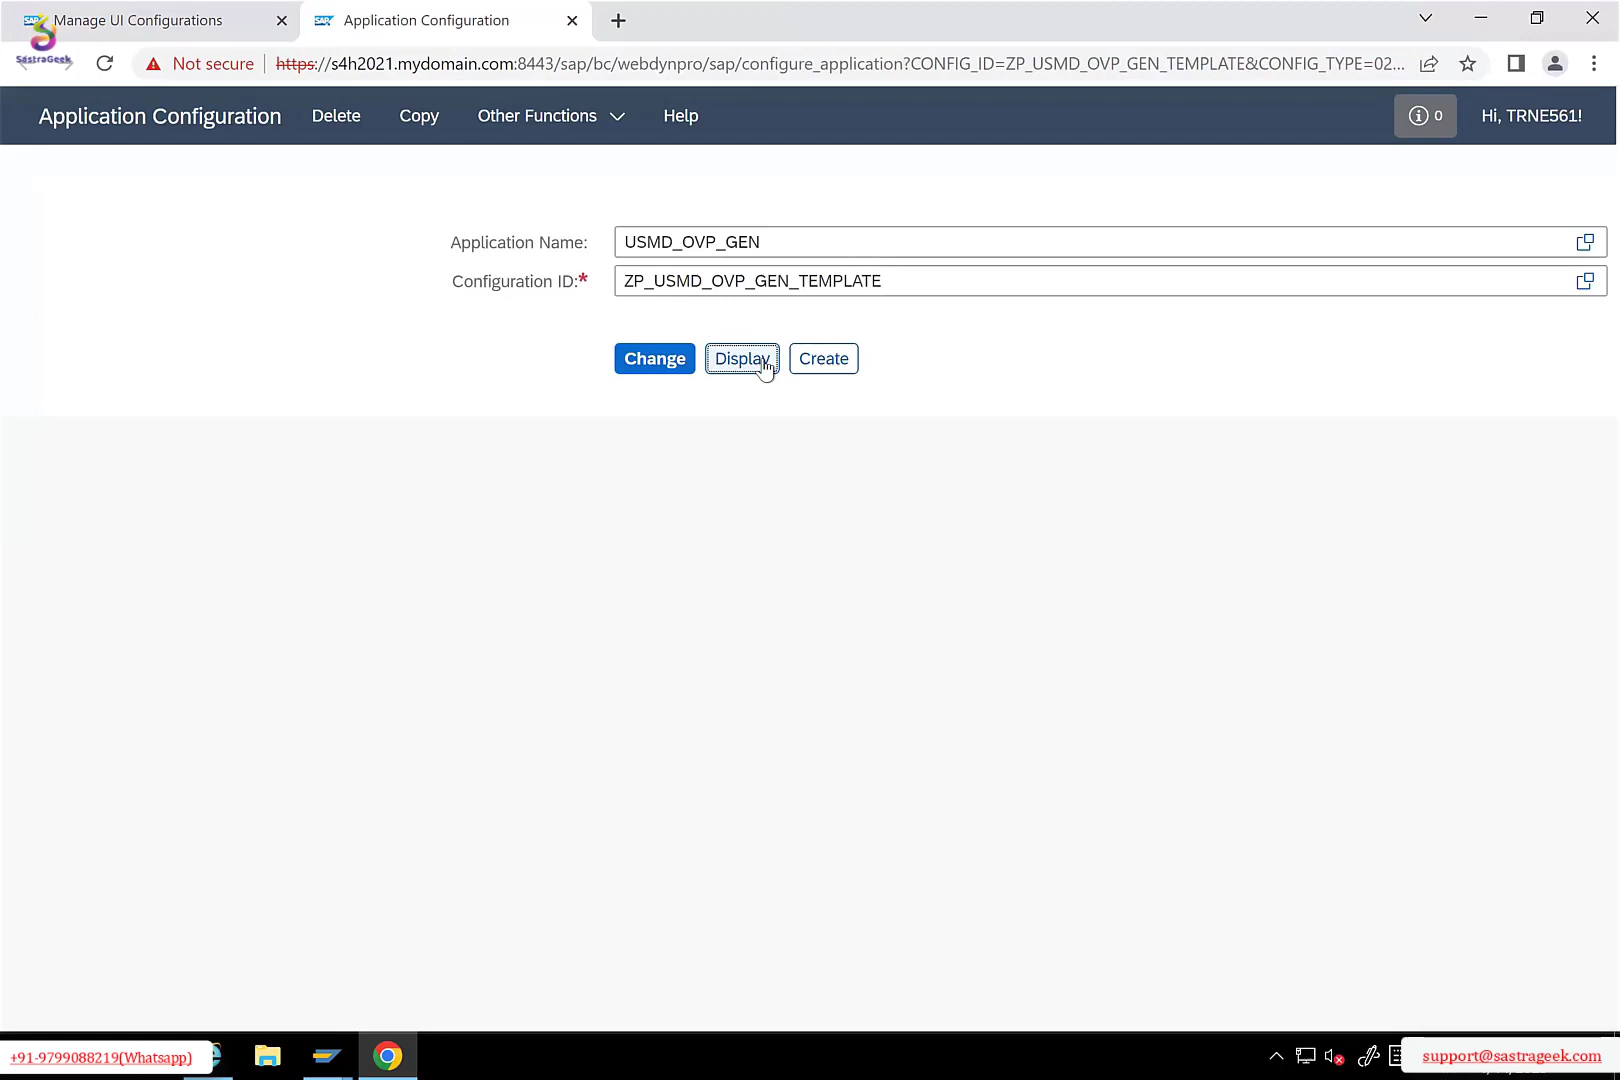 Manage UI Configurations
Application Configuration
SastraGeek
Not secure
https://s4h2021.mydomain.com:8443/sap/bc/webdynpro/sap/configure_application?CONFIG_ID=ZP_USMD_OVP_GEN_TEMPLATE&CONFIG_TYPE=02...
Application Configuration
Delete
Copy
Other Functions
Help
0
Hi, TRNE561!
Application Name:
USMD_OVP_GEN
Configuration ID:*
ZP_USMD_OVP_GEN_TEMPLATE
Change
Display
Create
+91-9799088219(Whatsapp)
support@sastrageek.com